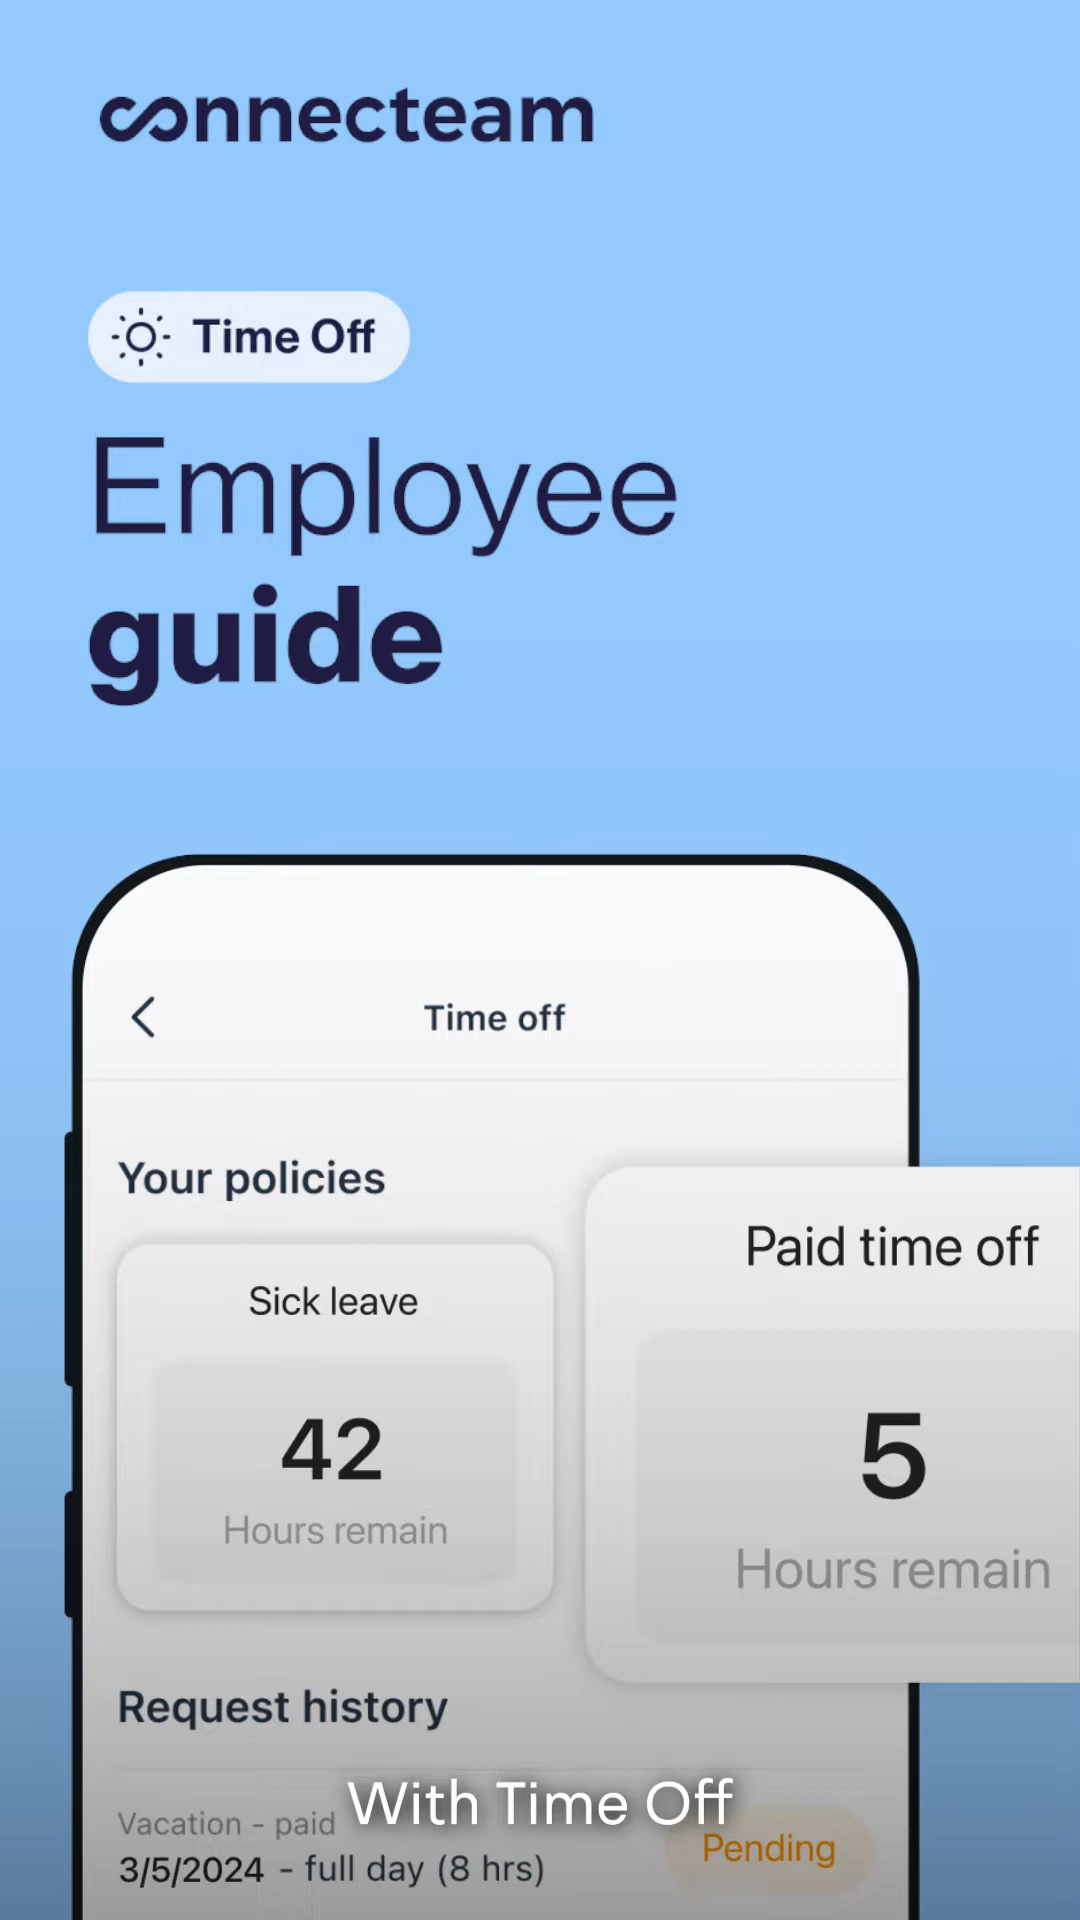 connecteam
Time Off
Employee
guide
Time off
Your policies
Paid time off
Sick leave
42
5
Hours remain
Hours remain
Request history
With Time Off
Vacation - paid
Pending
3/5/2024 - full day (8 hrs)